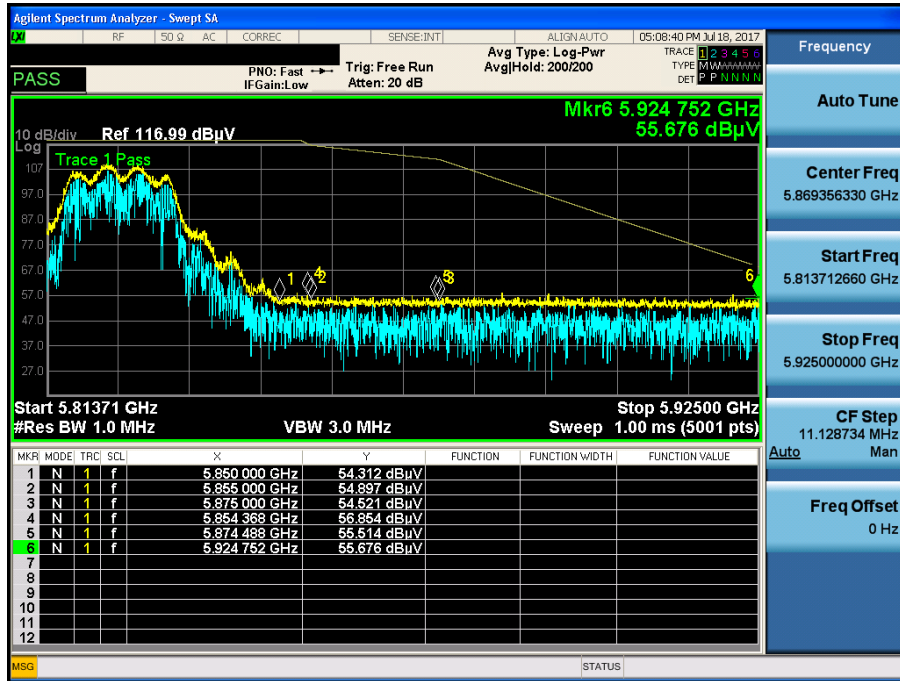 Agilent Spectrum Analyzer - Swept SA
LXI RF 50 Ω AC CORREC SENSE:INT ALIGN AUTO 05:08:40 PM Jul 18, 2017
PASS
PNO: Fast
IFGain:Low
Trig: Free Run
Atten: 20 dB
Avg Type: Log-Pwr
Avg|Hold: 200/200
TRACE 1 2 3 4 5 6
TYPE M
DET P P N N N N
Mkr6 5.924 752 GHz
55.676 dBµV
10 dB/div Ref 116.99 dBµV
Log
Trace 1 Pass
107
97.0
87.0
77.0
67.0
57.0
47.0
37.0
27.0
1
4
2
5
3
6
Start 5.81371 GHz Stop 5.92500 GHz
#Res BW 1.0 MHz VBW 3.0 MHz Sweep 1.00 ms (5001 pts)
MKR MODE TRC SCL X Y FUNCTION FUNCTION WIDTH FUNCTION VALUE
1 N 1 f 5.850 000 GHz 54.312 dBµV
2 N 1 f 5.855 000 GHz 54.897 dBµV
3 N 1 f 5.875 000 GHz 54.521 dBµV
4 N 1 f 5.854 368 GHz 56.854 dBµV
5 N 1 f 5.874 488 GHz 55.514 dBµV
6 N 1 f 5.924 752 GHz 55.676 dBµV
7
8
9
10
11
12
MSG STATUS
Frequency
Auto Tune
Center Freq
5.869356330 GHz
Start Freq
5.813712660 GHz
Stop Freq
5.925000000 GHz
CF Step
11.128734 MHz
Auto Man
Freq Offset
0 Hz